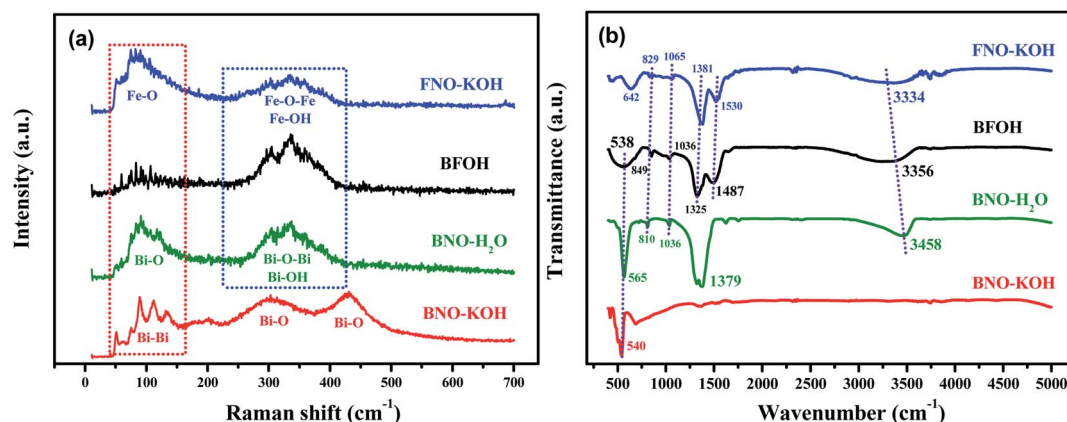 (a)
FNO-KOH
Fe-O
Fe-O-Fe
Fe-OH
BFOH
BNO-H₂O
Bi-O
Bi-O-Bi
Bi-OH
BNO-KOH
Bi-Bi
Bi-O
Bi-O
0 100 200 300 400 500 600 700
Raman shift (cm⁻¹)
Intensity (a.u.)
(b)
829 1065 1381 FNO-KOH
642 1530 3334
538 1036 BFOH
849 3356
1325 1487
BNO-H₂O
810 1036 3458
565 1379
BNO-KOH
540
500 1000 1500 2000 2500 3000 3500 4000 4500 5000
Wavenumber (cm⁻¹)
Transmittance (a.u.)